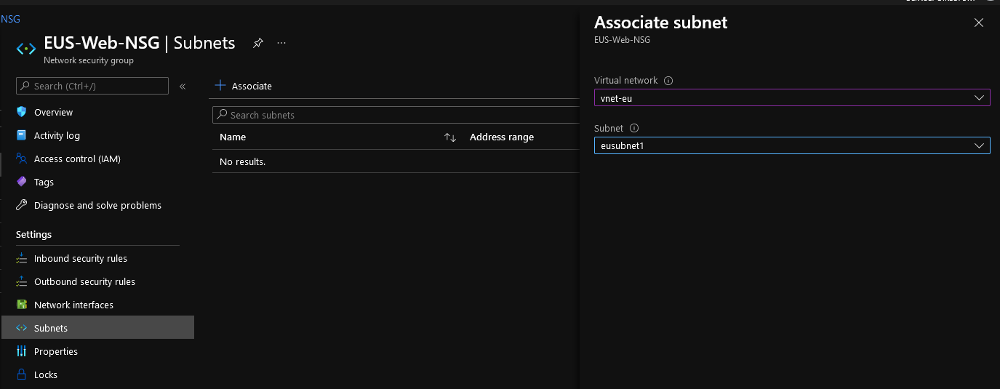 NSG
EUS-Web-NSG | Subnets
Network security group
Search (Ctrl+/)
Overview
Activity log
Access control (IAM)
Tags
Diagnose and solve problems
Settings
Inbound security rules
Outbound security rules
Network interfaces
Subnets
Properties
Locks
Associate
Search subnets
Name
Address range
No results.
Associate subnet
EUS-Web-NSG
Virtual network
vnet-eu
Subnet
eusubnet1